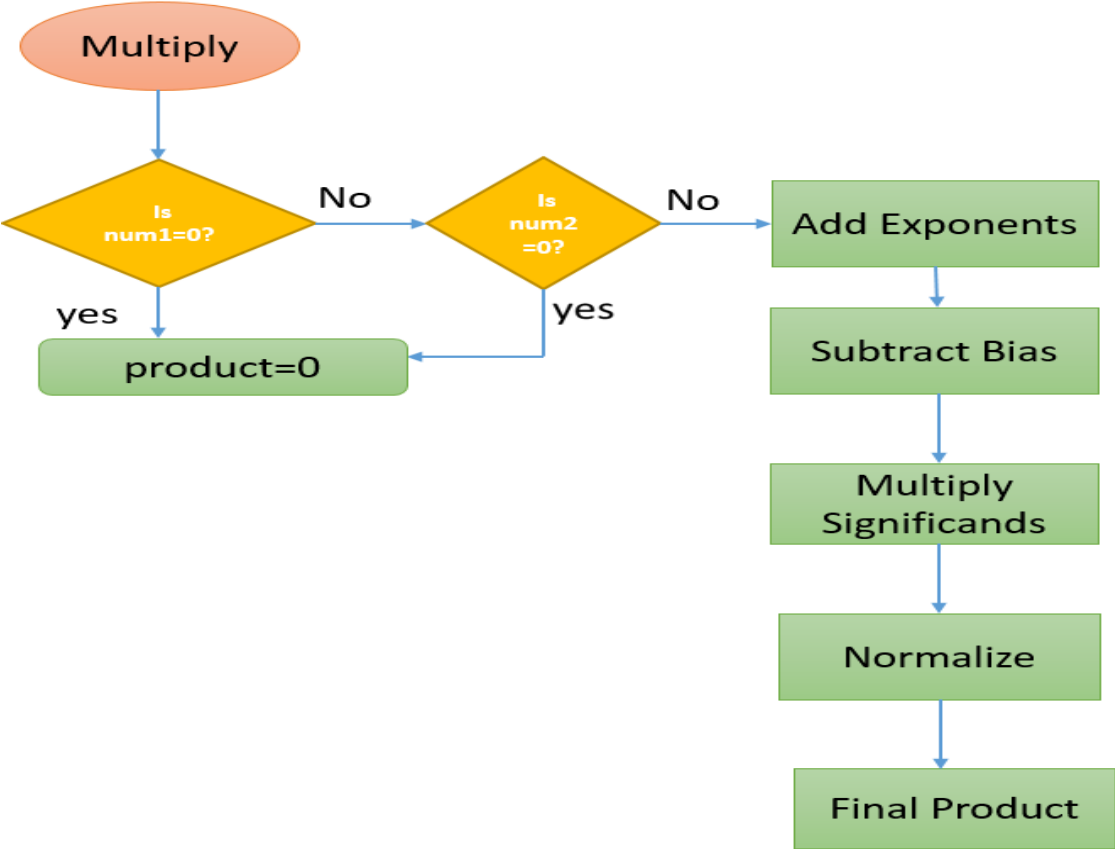 Multiply
Is
num1=0?
No
Is
num2
=0?
No
Add Exponents
yes
yes
product=0
Subtract Bias
Multiply
Significands
Normalize
Final Product